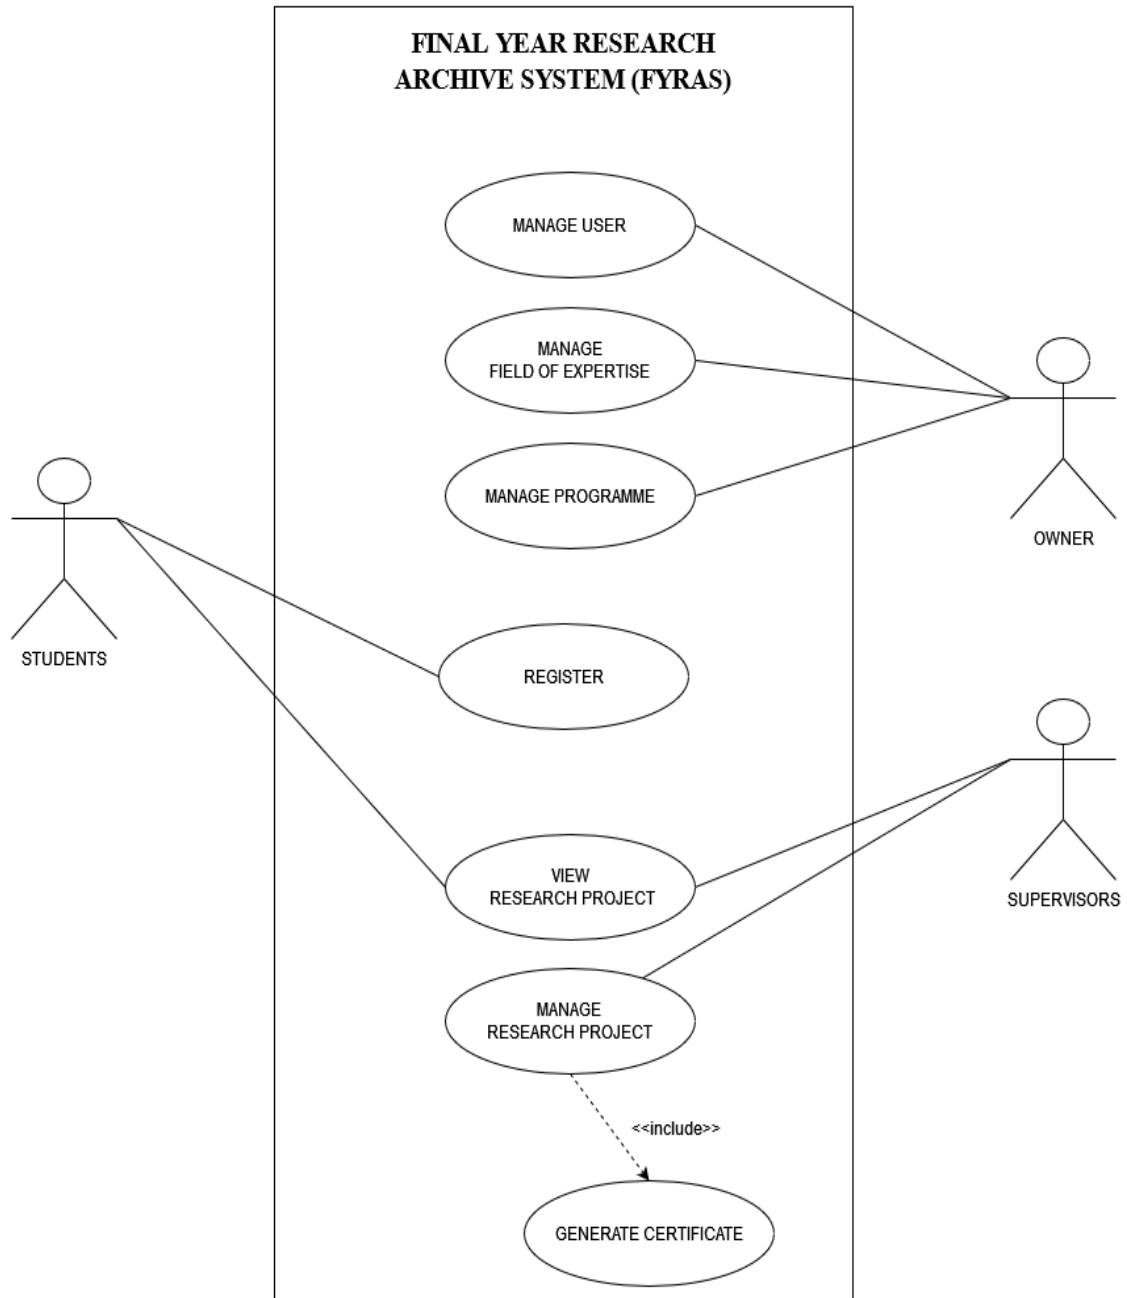 FINAL YEAR RESEARCH
ARCHIVE SYSTEM (FYRAS)
MANAGE USER
MANAGE
FIELD OF EXPERTISE
MANAGE PROGRAMME
OWNER
STUDENTS
REGISTER
VIEW
RESEARCH PROJECT
SUPERVISORS
MANAGE
RESEARCH PROJECT
<<include>>
GENERATE CERTIFICATE